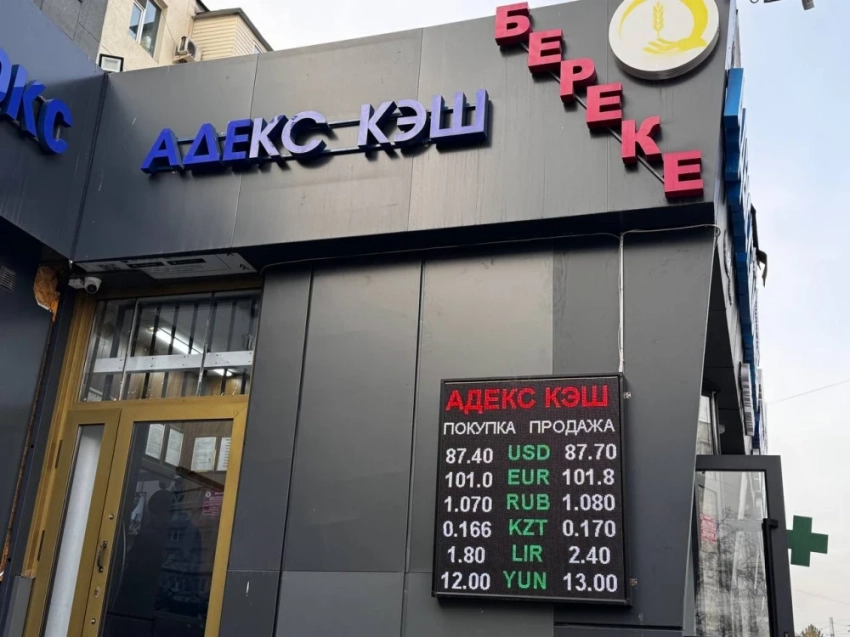 БЕРЕКЕ
АДЕКС КЭШ
АДЕКС КЭШ
ПОКУПКА ПРОДАЖА
87.40 USD 87.70
101.0 EUR 101.8
1.070 RUB 1.080
0.166 KZT 0.170
1.80 LIR 2.40
12.00 YUN 13.00